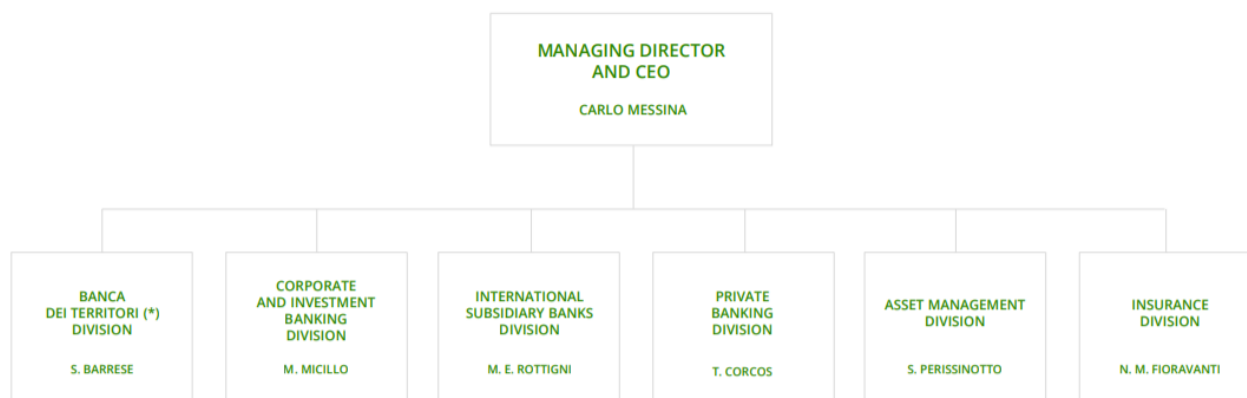 MANAGING DIRECTOR
AND CEO
CARLO MESSINA
BANCA
DEI TERRITORI (*)
DIVISION
S. BARRESE
CORPORATE
AND INVESTMENT
BANKING
DIVISION
M. MICILLO
INTERNATIONAL
SUBSIDIARY BANKS
DIVISION
M. E. ROTTIGNI
PRIVATE
BANKING
DIVISION
T. CORCOS
ASSET MANAGEMENT
DIVISION
S. PERISSINOTTO
INSURANCE
DIVISION
N. M. FIORAVANTI